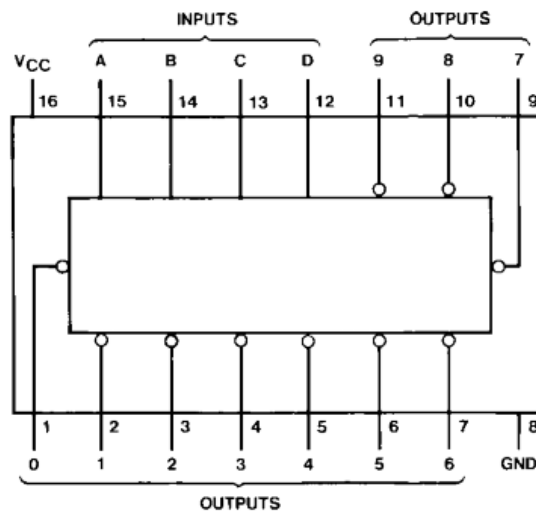 INPUTS OUTPUTS
VCC A B C D 9 8 7
16 15 14 13 12 11 10 9
1 2 3 4 5 6 7 8
0 1 2 3 4 5 6 GND
OUTPUTS